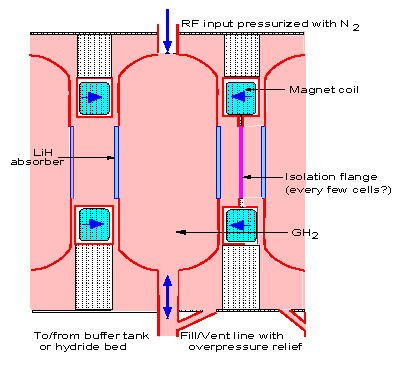 RF input pressurized with N2
Magnet coil
LiH
absorber
Isolation flange
(every few cells?)
GH2
To/from buffer tank
or hydride bed
Fill/Vent line with
overpressure relief